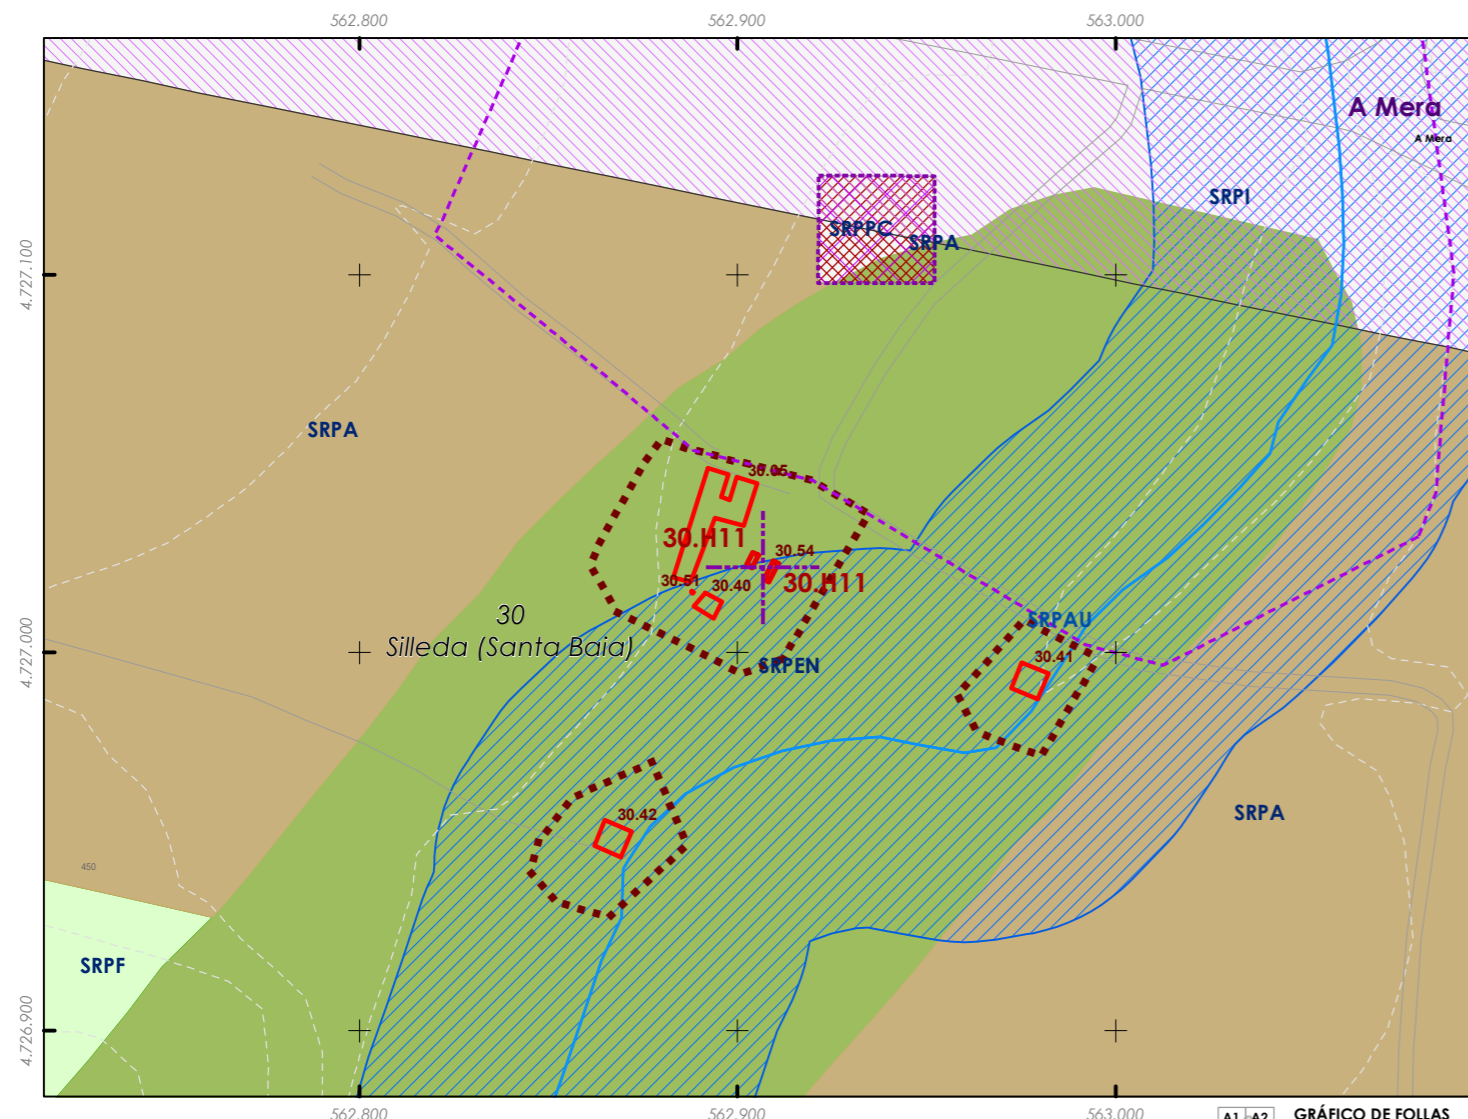 562.800 562.900 563.000
A Mera
A Mera
SRPI
SRPPC
SRPA
4.727.100
SRPA
30.05
30.H11
30.54
30.51
30.40
30.H11
30
Silleda (Santa Baia)
SRPAU
4.727.000
SRPEN
30.41
30.42
SRPA
450
SRPF
4.726.900
562.800 562.900 563.000
A1 A2 GRÁFICO DE FOLLAS